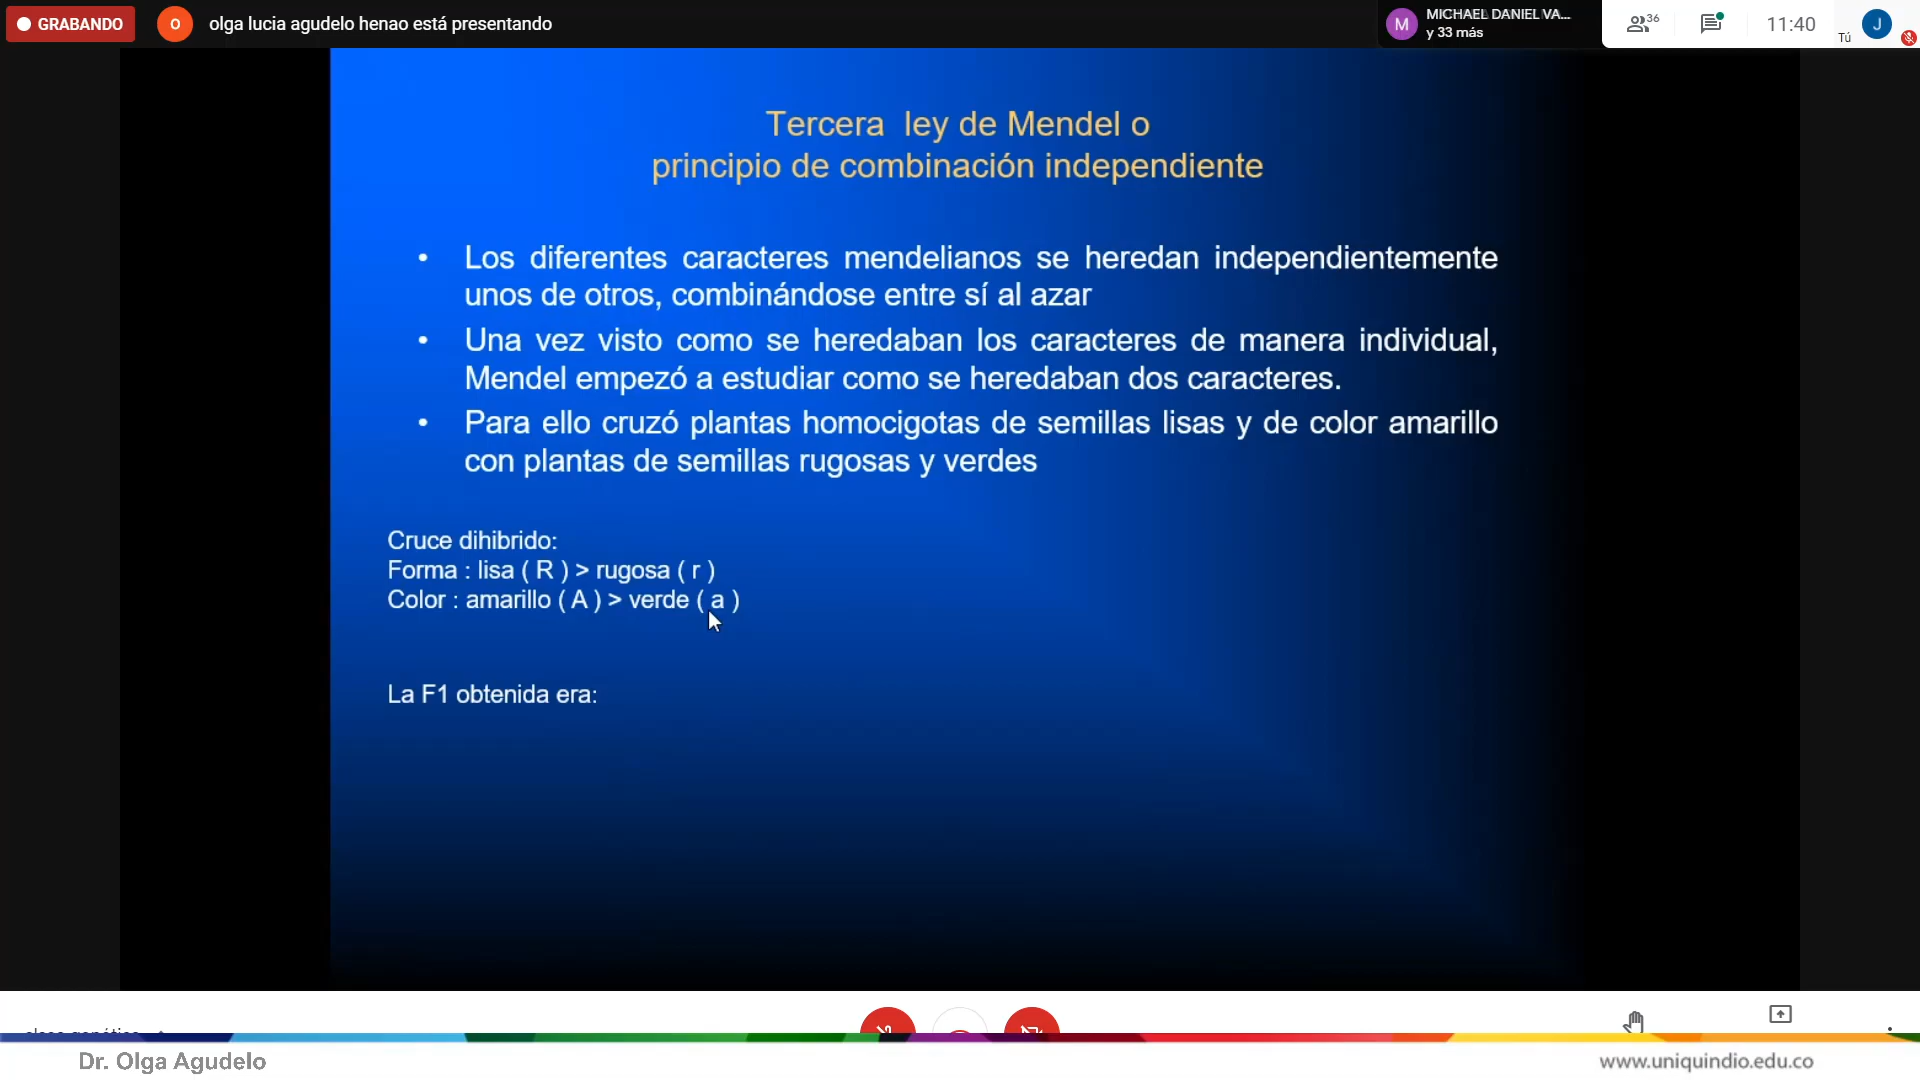 GRABANDO
O
olga lucia agudelo henao está presentando
M
MICHAEL DANIEL VA...
y 33 más
36
11:40
Tú
J
Tercera ley de Mendel o
principio de combinación independiente
• Los diferentes caracteres mendelianos se heredan independientemente
unos de otros, combinándose entre sí al azar
• Una vez visto como se heredaban los caracteres de manera individual,
Mendel empezó a estudiar como se heredaban dos caracteres.
• Para ello cruzó plantas homocigotas de semillas lisas y de color amarillo
con plantas de semillas rugosas y verdes
Cruce dihibrido:
Forma : lisa ( R ) > rugosa ( r )
Color : amarillo ( A ) > verde ( a )
La F1 obtenida era:
Dr. Olga Agudelo
www.uniquindio.edu.co